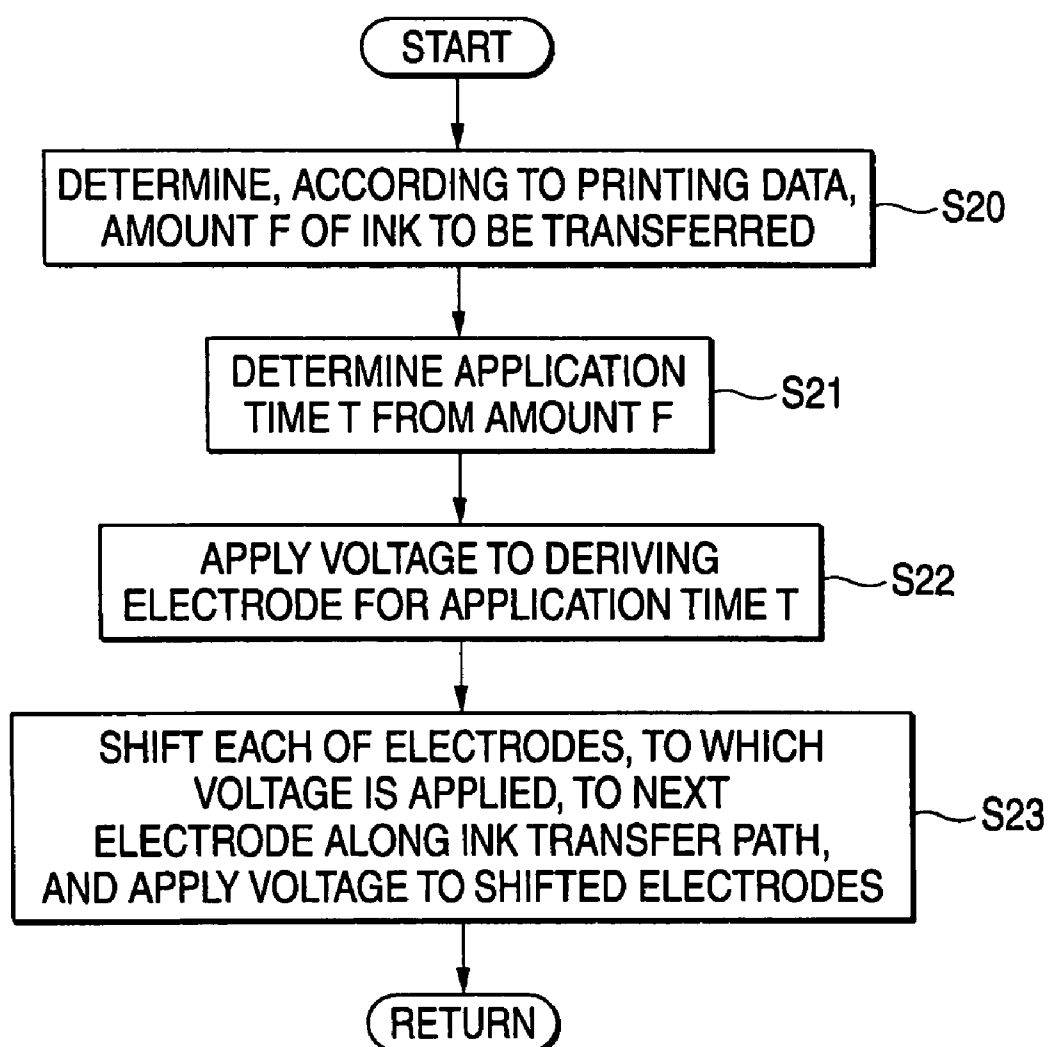 START
DETERMINE, ACCORDING TO PRINTING DATA,
AMOUNT F OF INK TO BE TRANSFERRED
S20
DETERMINE APPLICATION
TIME T FROM AMOUNT F
S21
APPLY VOLTAGE TO DERIVING
ELECTRODE FOR APPLICATION TIME T
S22
SHIFT EACH OF ELECTRODES, TO WHICH
VOLTAGE IS APPLIED, TO NEXT
ELECTRODE ALONG INK TRANSFER PATH,
AND APPLY VOLTAGE TO SHIFTED ELECTRODES
S23
RETURN